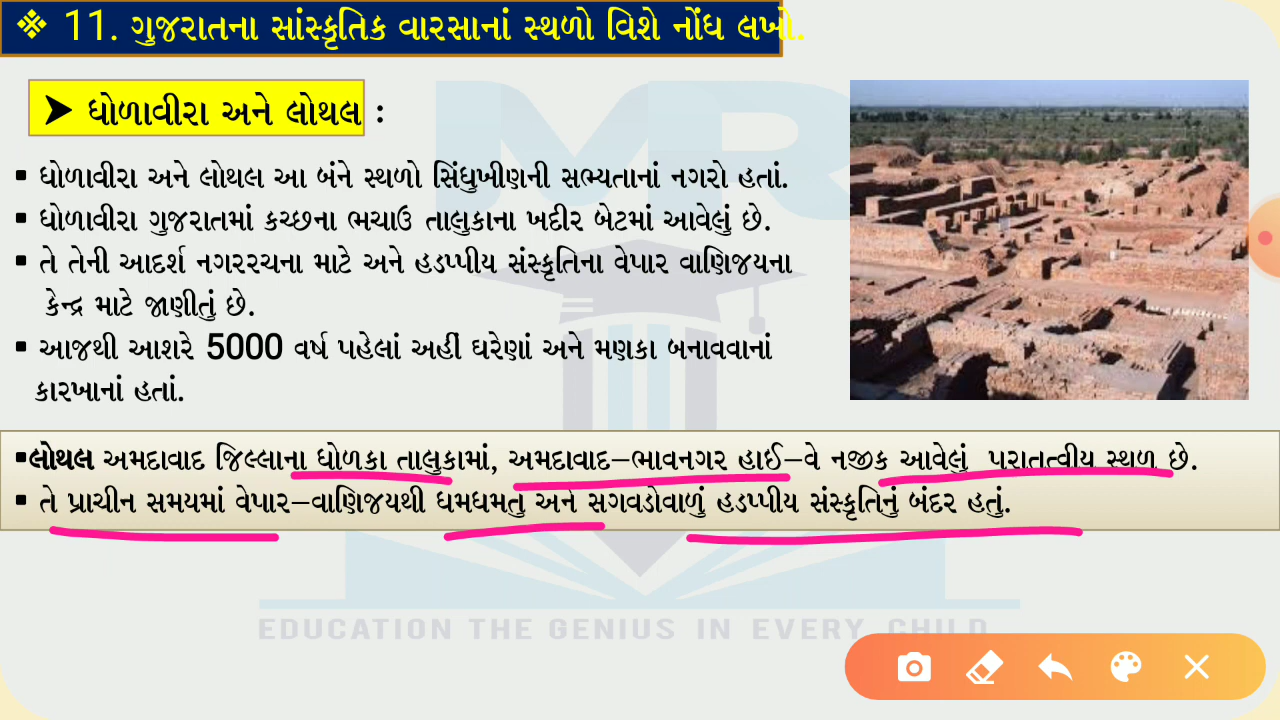 ❖ 11. ગુજરાતના સાંસ્કૃતિક વારસાનાં સ્થળો વિશે નોંધ લખો.
➤ ધોળાવીરા અને લોથલ :
▪ ધોળાવીરા અને લોથલ આ બંને સ્થળો સિંધુખીણની સભ્યતાનાં નગરો હતાં.
▪ ધોળાવીરા ગુજરાતમાં કચ્છના ભચાઉ તાલુકાના ખદીર બેટમાં આવેલું છે.
▪ તે તેની આદર્શ નગરરચના માટે અને હડપ્પીય સંસ્કૃતિના વેપાર વાણિજયના
કેન્દ્ર માટે જાણીતું છે.
▪ આજથી આશરે 5000 વર્ષ પહેલાં અહીં ઘરેણાં અને મણકા બનાવવાનાં
કારખાનાં હતાં.
▪લોથલ અમદાવાદ જિલ્લાના ધોળકા તાલુકામાં, અમદાવાદ–ભાવનગર હાઈ–વે નજીક આવેલું પુરાતત્વીય સ્થળ છે.
▪ તે પ્રાચીન સમયમાં વેપાર–વાણિજયથી ધમધમતુ અને સગવડોવાળું હડપ્પીય સંસ્કૃતિનું બંદર હતું.
MR
EDUCATION THE GENIUS IN EVERY CHILD